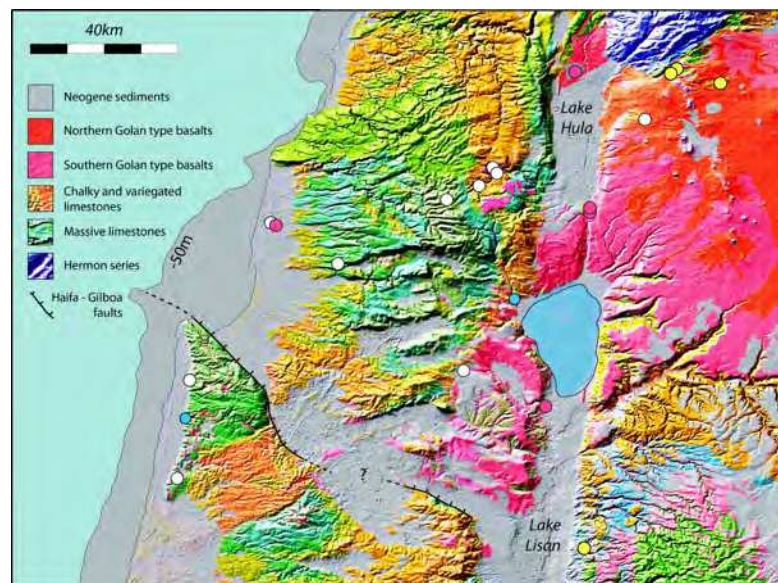 40km
Neogene sediments
Northern Golan type basalts
Southern Golan type basalts
Chalky and variegated
limestones
Massive limestones
Hermon series
Haifa - Gilboa
faults
-50m
Lake
Hula
?
Lake
Lisan